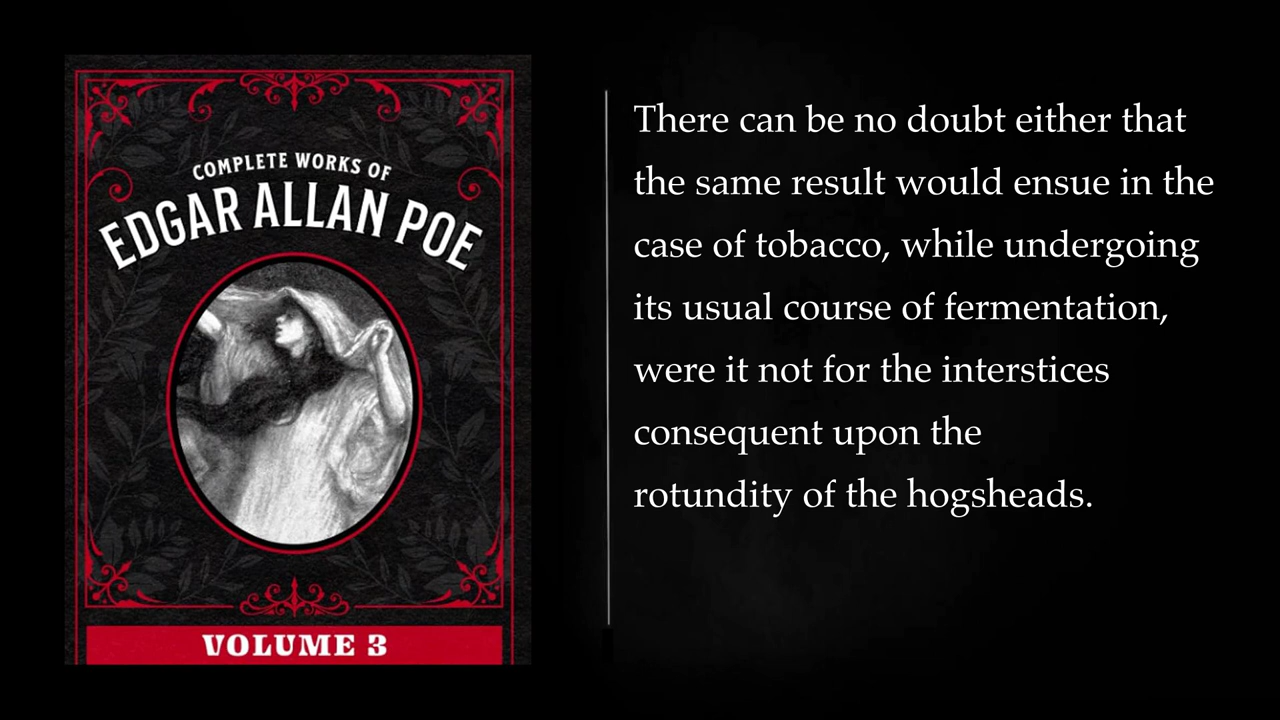 COMPLETE WORKS OF
EDGAR ALLAN POE
VOLUME 3
There can be no doubt either that
the same result would ensue in the
case of tobacco, while undergoing
its usual course of fermentation,
were it not for the interstices
consequent upon the
rotundity of the hogsheads.